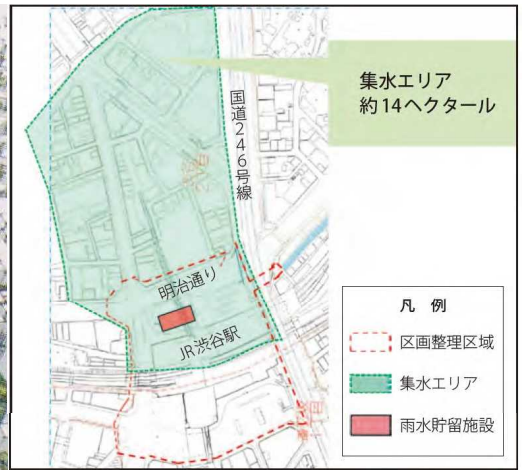 集水エリア
約14ヘクタール
国道246号線
明治通り
JR渋谷駅
凡 例
区画整理区域
集水エリア
雨水貯留施設